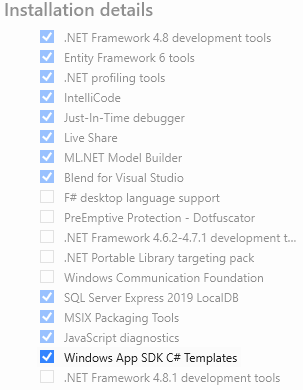 Installation details
.NET Framework 4.8 development tools
Entity Framework 6 tools
.NET profiling tools
IntelliCode
Just-In-Time debugger
Live Share
ML.NET Model Builder
Blend for Visual Studio
F# desktop language support
PreEmptive Protection - Dotfuscator
.NET Framework 4.6.2-4.7.1 development t...
.NET Portable Library targeting pack
Windows Communication Foundation
SQL Server Express 2019 LocalDB
MSIX Packaging Tools
JavaScript diagnostics
Windows App SDK C# Templates
.NET Framework 4.8.1 development tools